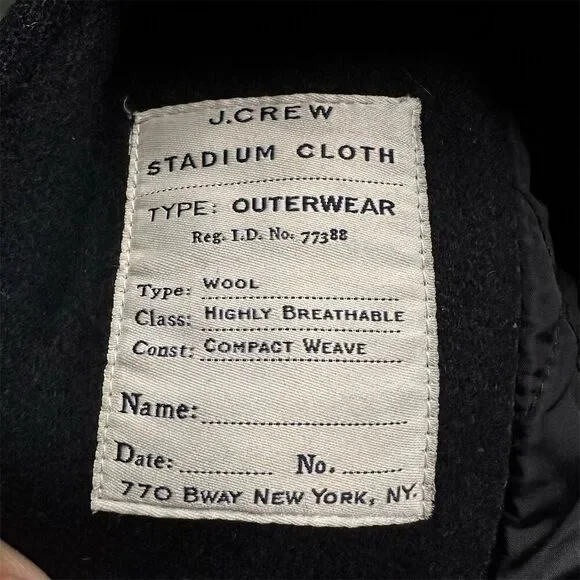 J.CREW
STADIUM CLOTH
TYPE: OUTERWEAR
Reg. I.D. No. 77388
Type: WOOL
Class: HIGHLY BREATHABLE
Const: COMPACT WEAVE
Name:
Date: No.
770 BWAY NEW YORK, NY.